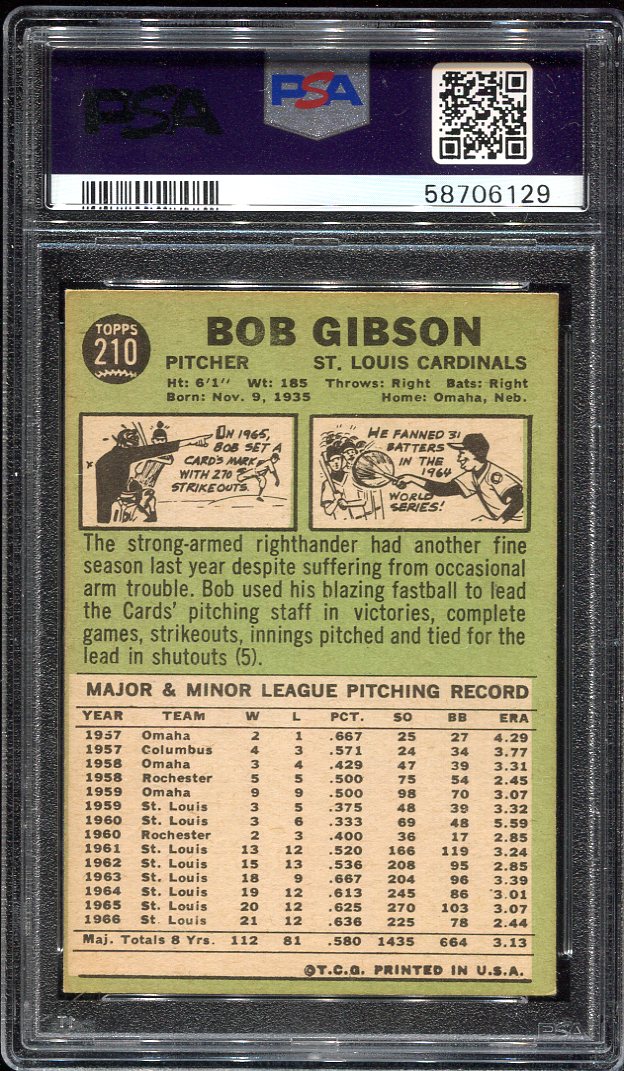 PSA
PSA
58706129
TOPPS
210
BOB GIBSON
PITCHER ST. LOUIS CARDINALS
Ht: 6'1" Wt: 185 Throws: Right Bats: Right
Born: Nov. 9, 1935 Home: Omaha, Neb.
ON 1965,
BOB SET A
CARD'S MARK
WITH 270
STRIKEOUTS.
HE FANNED 31
BATTERS
IN THE
1964
WORLD
SERIES!
The strong-armed righthander had another fine
season last year despite suffering from occasional
arm trouble. Bob used his blazing fastball to lead
the Cards' pitching staff in victories, complete
games, strikeouts, innings pitched and tied for the
lead in shutouts (5).
MAJOR & MINOR LEAGUE PITCHING RECORD
YEAR TEAM W L PCT. SO BB ERA
1957 Omaha 2 1 .667 25 27 4.29
1957 Columbus 4 3 .571 24 34 3.77
1958 Omaha 3 4 .429 47 39 3.31
1958 Rochester 5 5 .500 75 54 2.45
1959 Omaha 9 9 .500 98 70 3.07
1959 St. Louis 3 5 .375 48 39 3.32
1960 St. Louis 3 6 .333 69 48 5.59
1960 Rochester 2 3 .400 36 17 2.85
1961 St. Louis 13 12 .520 166 119 3.24
1962 St. Louis 15 13 .536 208 95 2.85
1963 St. Louis 18 9 .667 204 96 3.39
1964 St. Louis 19 12 .613 245 86 3.01
1965 St. Louis 20 12 .625 270 103 3.07
1966 St. Louis 21 12 .636 225 78 2.44
Maj. Totals 8 Yrs. 112 81 .580 1435 664 3.13
©T.C.G. PRINTED IN U.S.A.
PSA